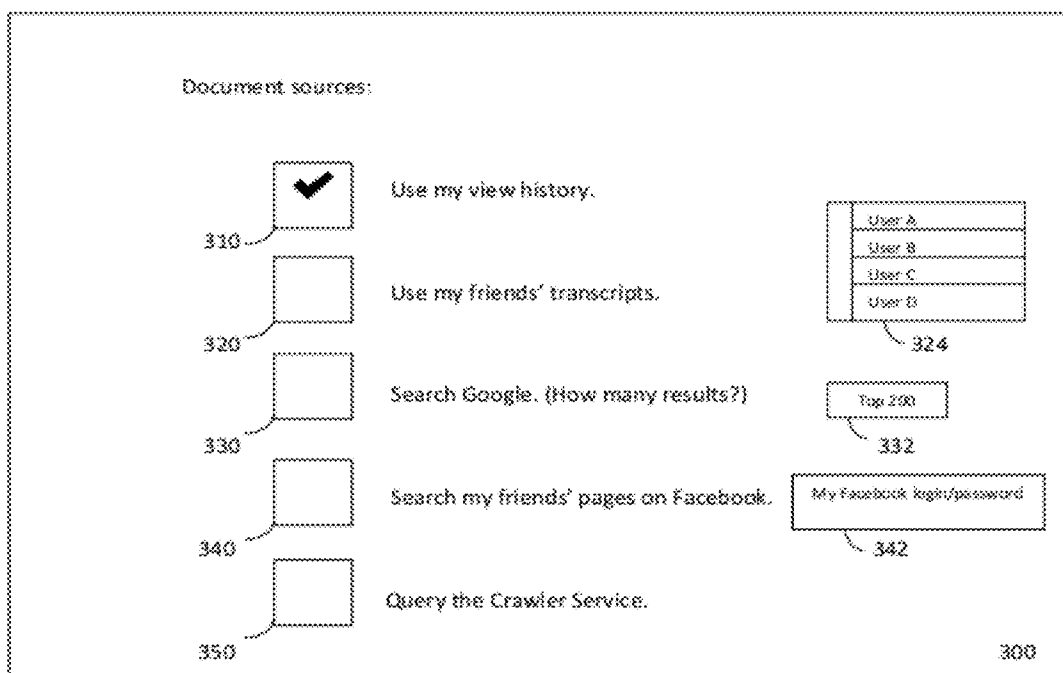 Document sources:
Use my view history.
310
User A
User B
User C
User D
Use my friends' transcripts.
320
324
Search Google. (How many results?)
Top 200
330
332
Search my friends' pages on Facebook.
My Facebook login/password
340
342
Query the Crawler Service.
350
300